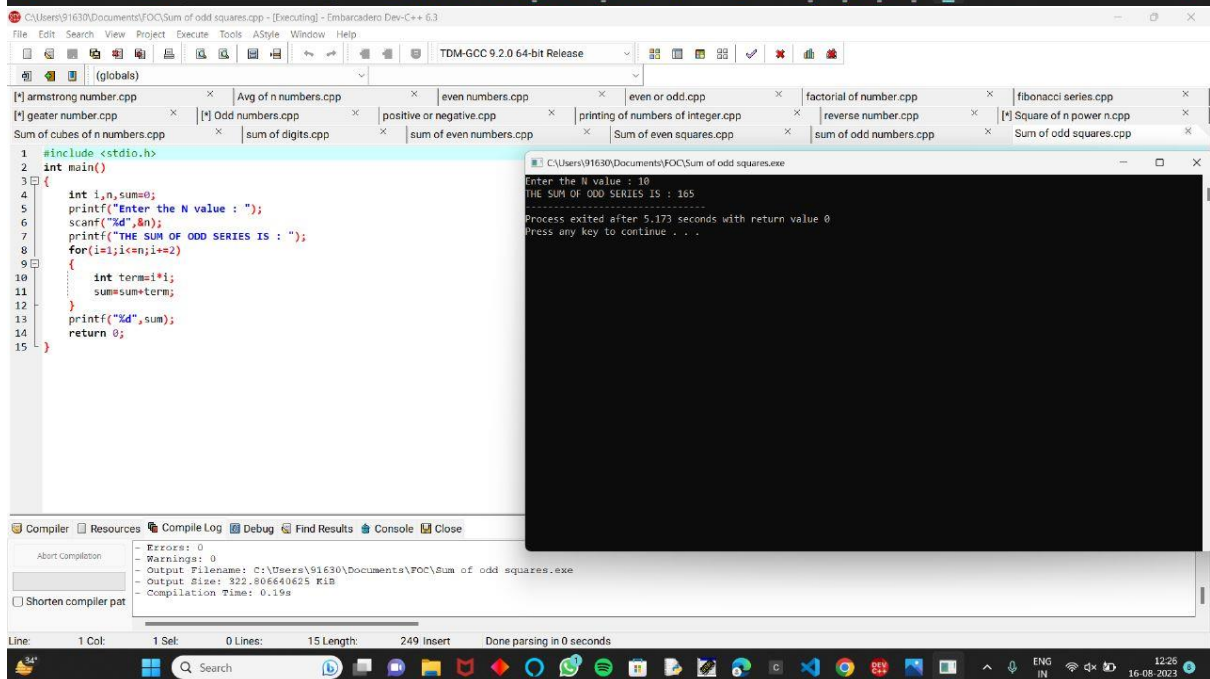 C:\Users\91630\Documents\FOC\Sum of odd squares.cpp - [Executing] - Embarcadero Dev-C++ 6.3
File Edit Search View Project Execute Tools AStyle Window Help
TDM-GCC 9.2.0 64-bit Release
(globals)
[*] armstrong number.cpp Avg of n numbers.cpp even numbers.cpp even or odd.cpp factorial of number.cpp fibonacci series.cpp
[*] geater number.cpp [*] Odd numbers.cpp positive or negative.cpp printing of numbers of integer.cpp reverse number.cpp [*] Square of n power n.cpp
Sum of cubes of n numbers.cpp sum of digits.cpp sum of even numbers.cpp Sum of even squares.cpp sum of odd numbers.cpp Sum of odd squares.cpp
1 #include <stdio.h>
2 int main()
3 {
4 int i,n,sum=0;
5 printf("Enter the N value : ");
6 scanf("%d",&n);
7 printf("THE SUM OF ODD SERIES IS : ");
8 for(i=1;i<=n;i+=2)
9 {
10 int term=i*i;
11 sum=sum+term;
12 }
13 printf("%d",sum);
14 return 0;
15 }
C:\Users\91630\Documents\FOC\Sum of odd squares.exe
Enter the N value : 10
THE SUM OF ODD SERIES IS : 165
--------------------------------
Process exited after 5.173 seconds with return value 0
Press any key to continue . . .
Compiler Resources Compile Log Debug Find Results Console Close
Abort Compilation
Shorten compiler pat
- Errors: 0
- Warnings: 0
- Output Filename: C:\Users\91630\Documents\FOC\Sum of odd squares.exe
- Output Size: 322.806640625 KiB
- Compilation Time: 0.19s
Line: 1 Col: 1 Sel: 0 Lines: 15 Length: 249 Insert Done parsing in 0 seconds
34°
Search
DEV
ENG
IN
12:26
16-08-2023